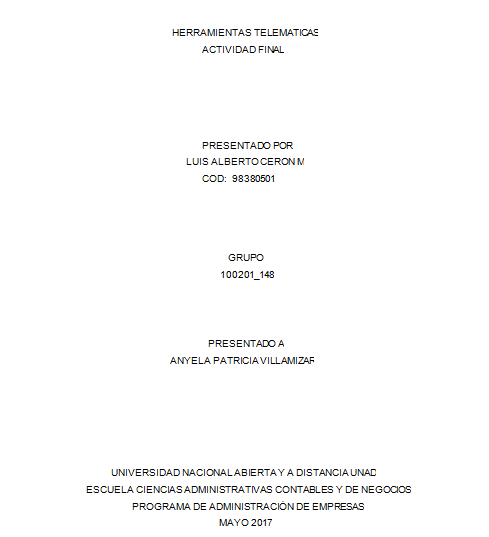 HERRAMIENTAS TELEMATICAS
ACTIVIDAD FINAL
PRESENTADO POR
LUIS ALBERTO CERON M
COD: 98380501
GRUPO
100201_148
PRESENTADO A
ANYELA PATRICIA VILLAMIZAR
UNIVERSIDAD NACIONAL ABIERTA Y A DISTANCIA UNAD
ESCUELA CIENCIAS ADMINISTRATIVAS CONTABLES Y DE NEGOCIOS
PROGRAMA DE ADMINISTRACIÓN DE EMPRESAS
MAYO 2017